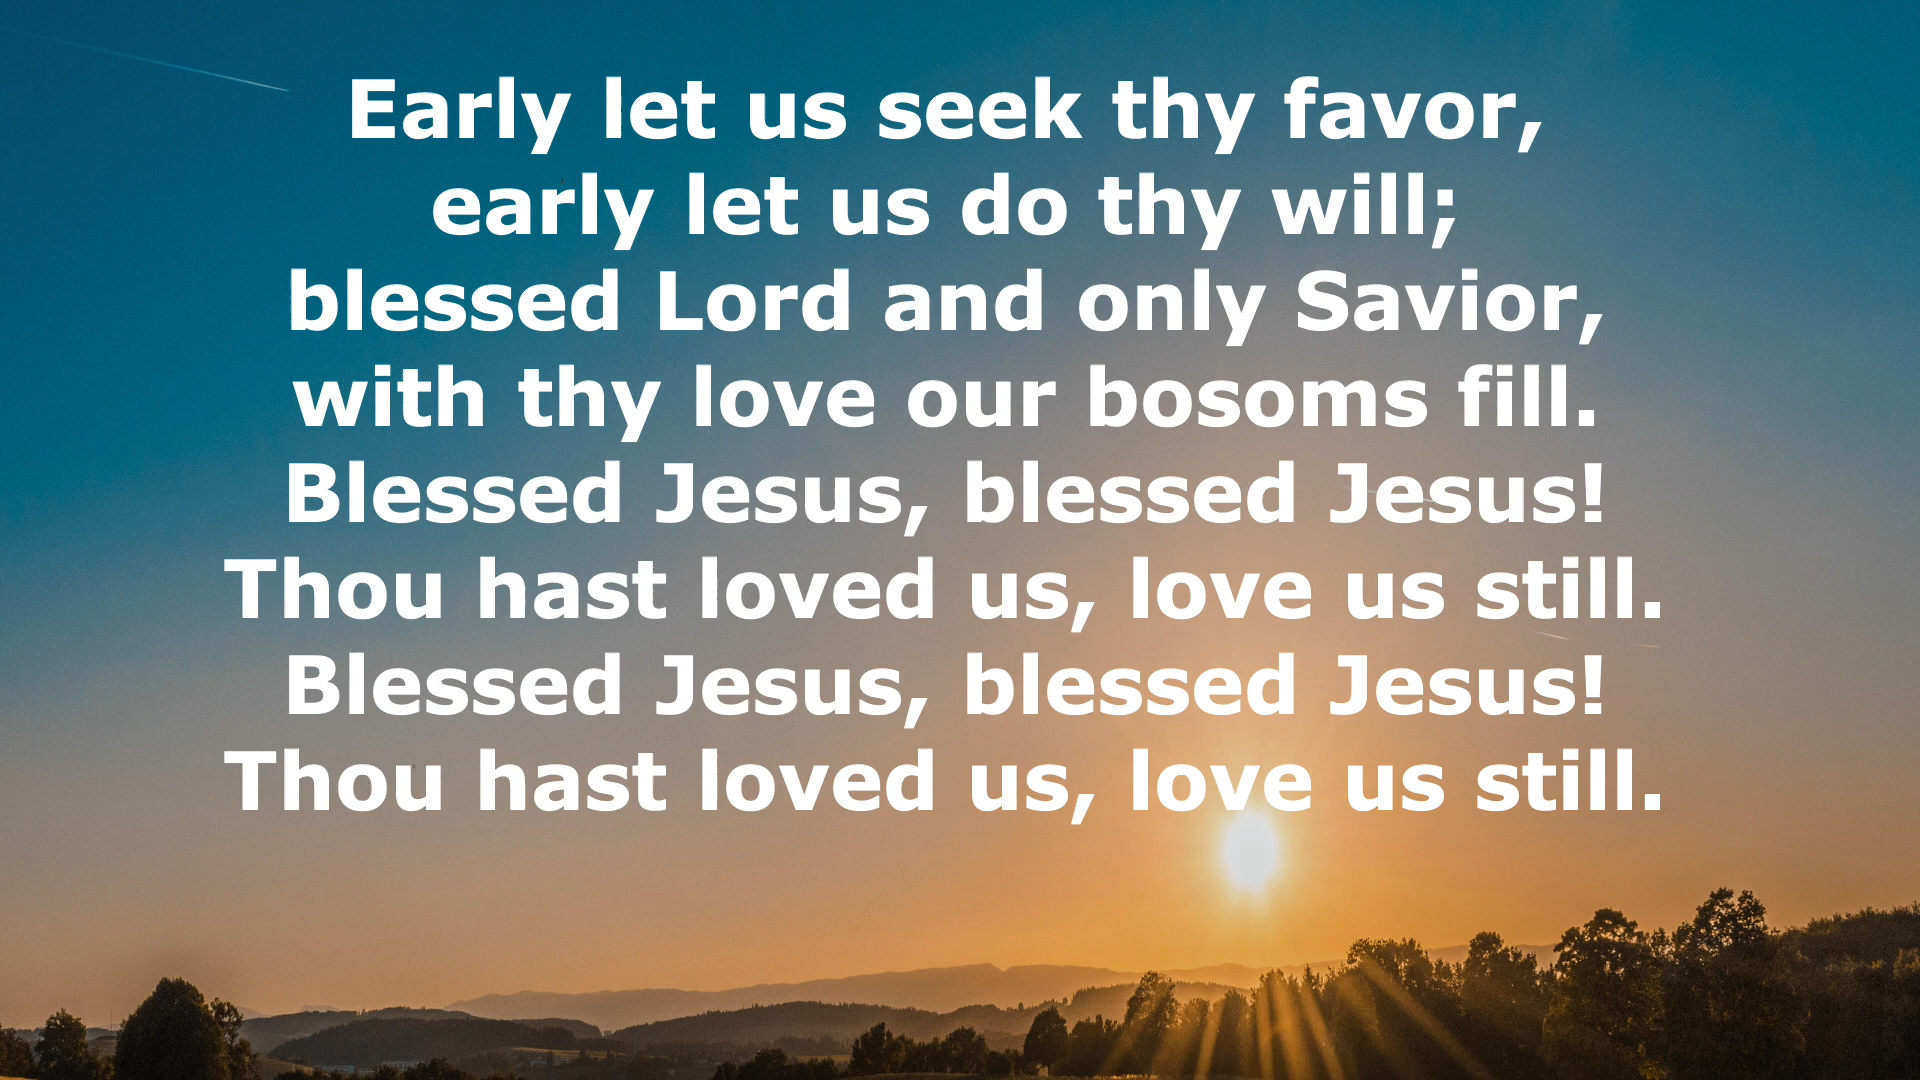 Early let us seek thy favor,
early let us do thy will;
blessed Lord and only Savior,
with thy love our bosoms fill.
Blessed Jesus, blessed Jesus!
Thou hast loved us, love us still.
Blessed Jesus, blessed Jesus!
Thou hast loved us, love us still.